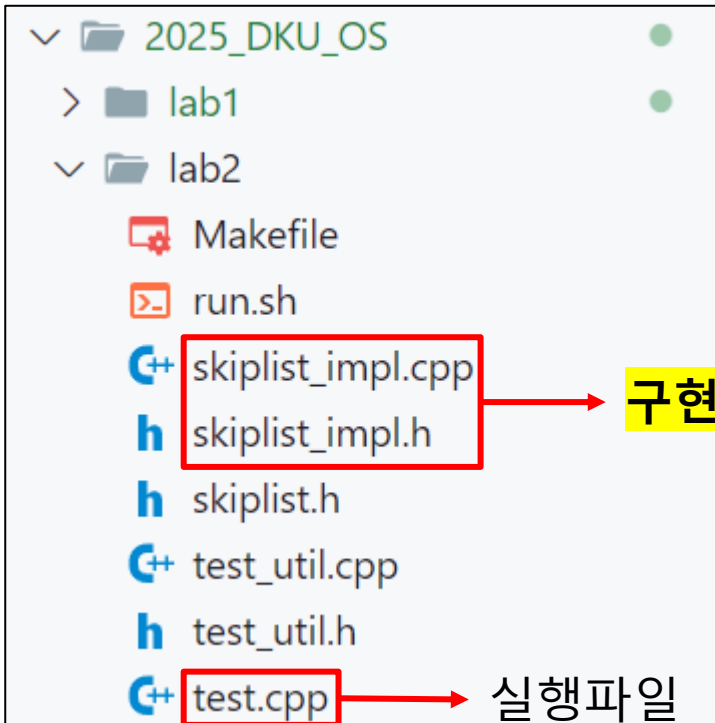 2025_DKU_OS
lab1
lab2
Makefile
run.sh
skiplist_impl.cpp
skiplist_impl.h
구현
skiplist.h
test_util.cpp
test_util.h
test.cpp 실행파일